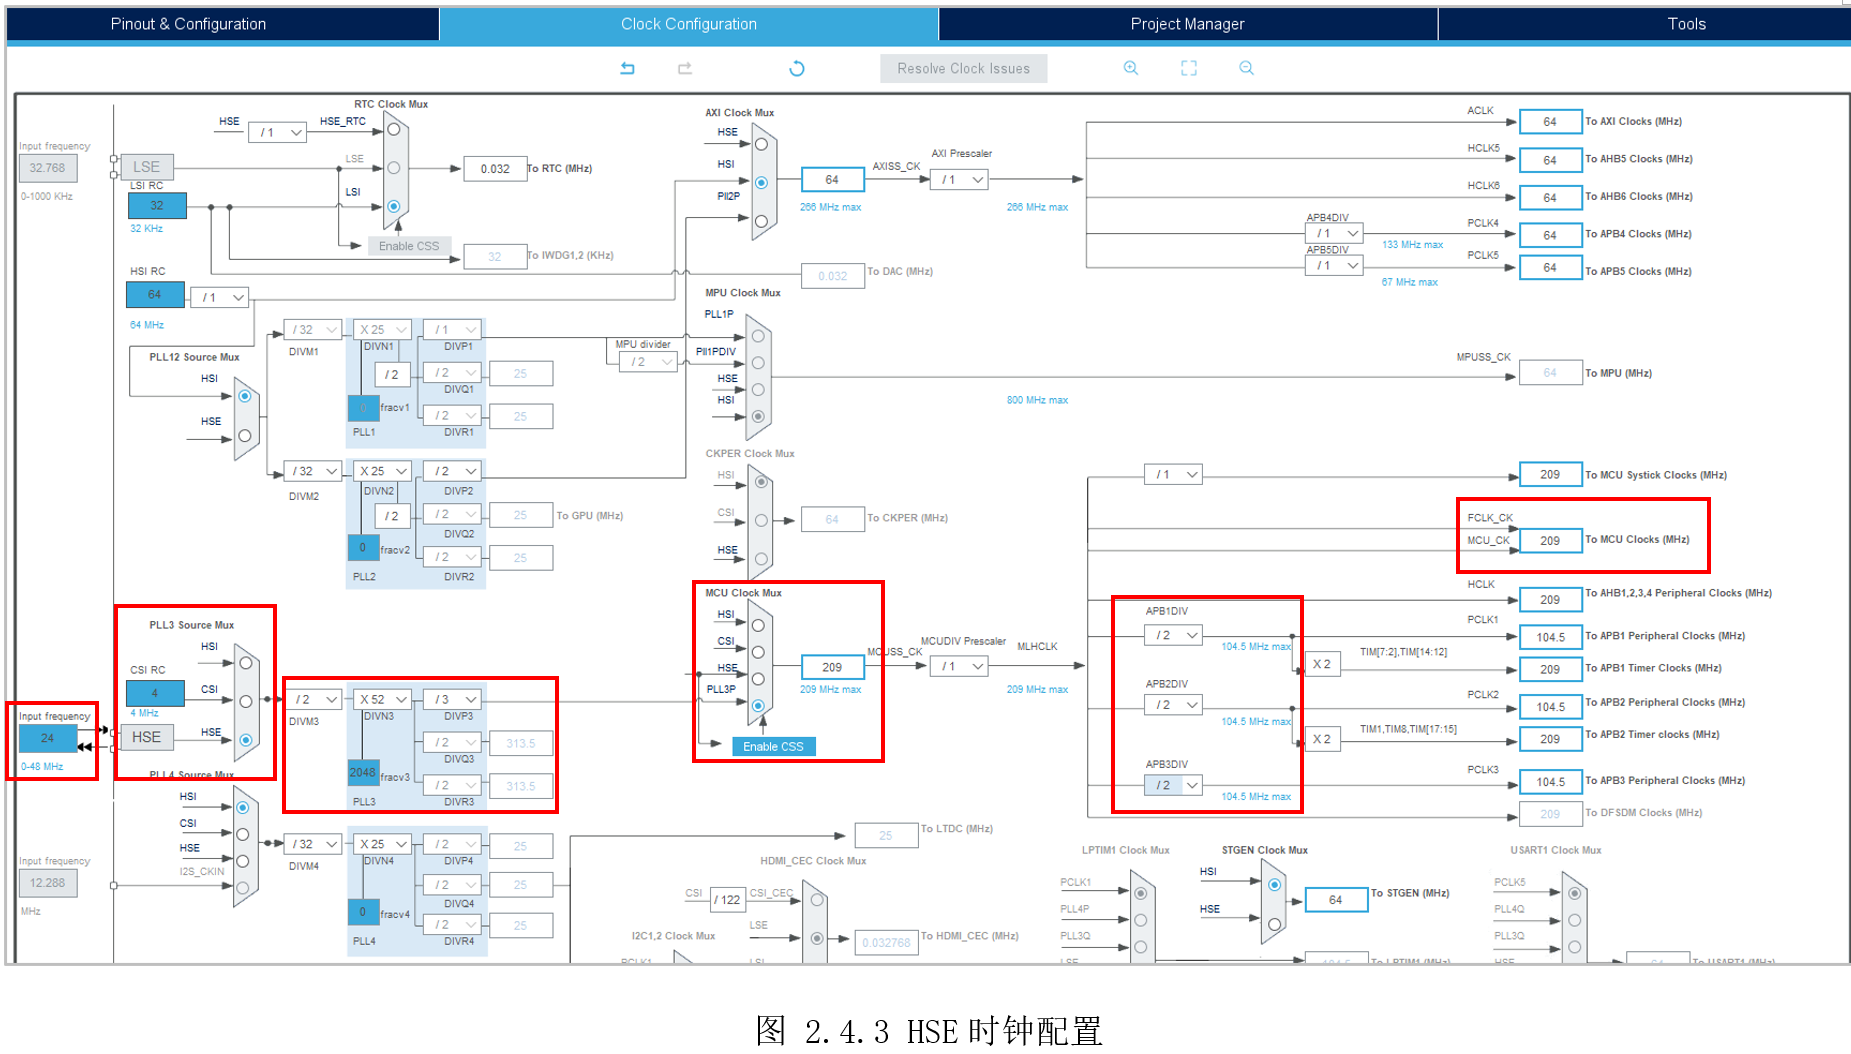 Pinout & Configuration
Clock Configuration
Project Manager
Tools
Resolve Clock Issues
RTC Clock Mux
HSE
/ 1
HSE_RTC
Input frequency
32.768
0-1000 KHz
LSE
LSE
LSI RC
32
32 KHz
LSI
0.032
To RTC (MHz)
Enable CSS
32
To IWDG1,2 (KHz)
0.032
To DAC (MHz)
HSI RC
64
/ 1
64 MHz
AXI Clock Mux
HSE
HSI
Pll2P
64
266 MHz max
AXISS_CK
AXI Prescaler
/ 1
266 MHz max
ACLK
64
To AXI Clocks (MHz)
HCLK5
64
To AHB5 Clocks (MHz)
HCLK6
64
To AHB6 Clocks (MHz)
APB4DIV
/ 1
133 MHz max
PCLK4
64
To APB4 Clocks (MHz)
APB5DIV
/ 1
67 MHz max
PCLK5
64
To APB5 Clocks (MHz)
PLL12 Source Mux
HSI
HSE
/ 32
DIVM1
X 25
DIVN1
/ 1
DIVP1
/ 2
/ 2
DIVQ1
25
0
fracv1
/ 2
DIVR1
25
PLL1
MPU Clock Mux
PLL1P
MPU divider
/ 2
Pll1PDIV
HSE
HSI
800 MHz max
MPUSS_CK
64
To MPU (MHz)
/ 32
DIVM2
X 25
DIVN2
/ 2
DIVP2
/ 2
/ 2
DIVQ2
25
To GPU (MHz)
0
fracv2
/ 2
DIVR2
25
PLL2
CKPER Clock Mux
HSI
CSI
HSE
64
To CKPER (MHz)
PLL3 Source Mux
HSI
CSI RC
4
4 MHz
CSI
Input frequency
24
0-48 MHz
HSE
HSE
/ 2
DIVM3
X 52
DIVN3
/ 3
DIVP3
/ 2
DIVQ3
313.5
2048
fracv3
/ 2
DIVR3
313.5
PLL3
MCU Clock Mux
HSI
CSI
HSE
PLL3P
209
209 MHz max
Enable CSS
MCUSS_CK
MCUDIV Prescaler
/ 1
MLHCLK
209 MHz max
/ 1
209
To MCU Systick Clocks (MHz)
FCLK_CK
MCU_CK
209
To MCU Clocks (MHz)
HCLK
209
To AHB1,2,3,4 Peripheral Clocks (MHz)
APB1DIV
/ 2
104.5 MHz max
PCLK1
104.5
To APB1 Peripheral Clocks (MHz)
X 2
TIM[7:2],TIM[14:12]
209
To APB1 Timer Clocks (MHz)
APB2DIV
/ 2
104.5 MHz max
PCLK2
104.5
To APB2 Peripheral Clocks (MHz)
X 2
TIM1,TIM8,TIM[17:15]
209
To APB2 Timer clocks (MHz)
APB3DIV
/ 2
104.5 MHz max
PCLK3
104.5
To APB3 Peripheral Clocks (MHz)
209
To DFSDM Clocks (MHz)
PLL4 Source Mux
HSI
CSI
HSE
I2S_CKIN
Input frequency
12.288
MHz
/ 32
DIVM4
X 25
DIVN4
/ 2
DIVP4
25
/ 2
DIVQ4
25
0
fracv4
/ 2
DIVR4
25
PLL4
25
To LTDC (MHz)
HDMI_CEC Clock Mux
CSI
/ 122
CSI_CEC
LSE
LSI
0.032768
To HDMI_CEC (MHz)
I2C1,2 Clock Mux
PCLK1
LPTIM1 Clock Mux
PCLK1
PLL4P
PLL3Q
LSE
104.5
To LPTIM1 (MHz)
STGEN Clock Mux
HSI
HSE
64
To STGEN (MHz)
USART1 Clock Mux
PCLK5
PLL4Q
PLL3Q
HSE
64
To USART1 (MHz)
图 2.4.3 HSE时钟配置